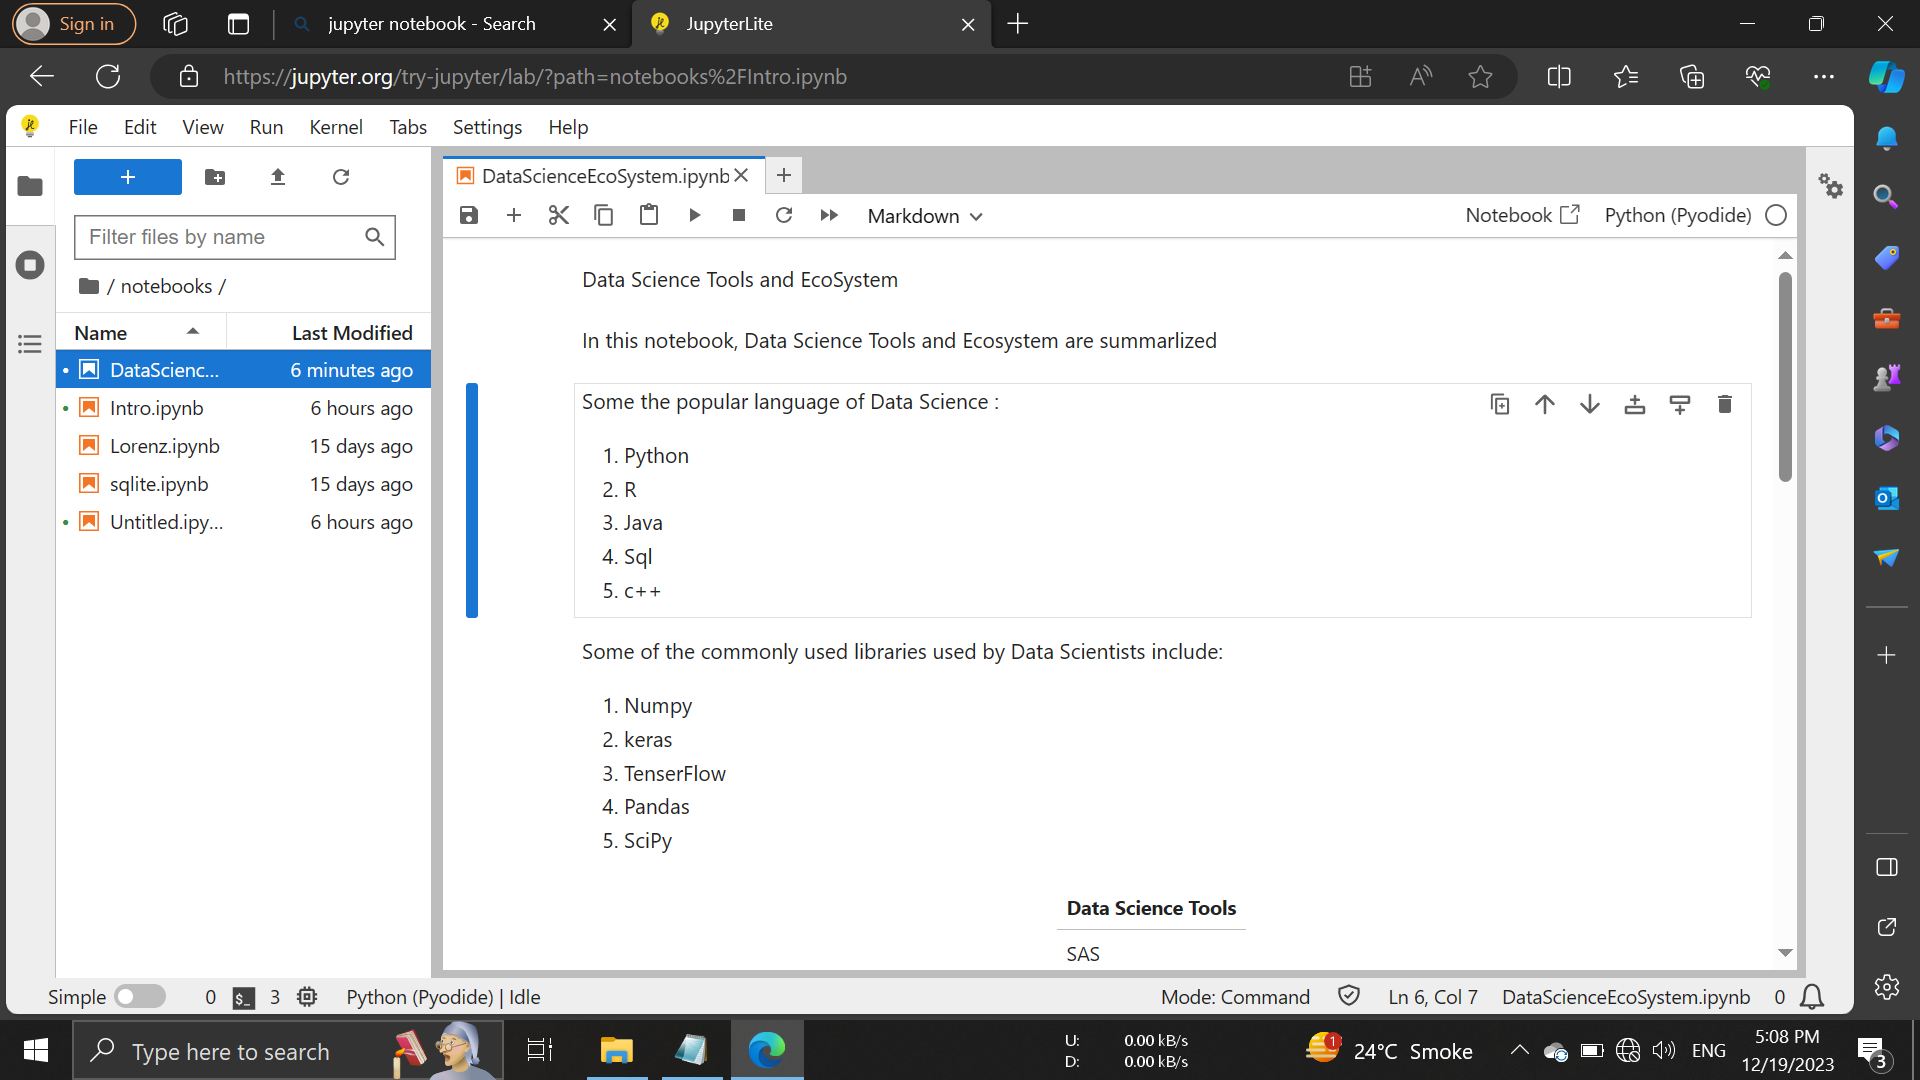 Sign in
jupyter notebook - Search
JupyterLite
https://jupyter.org/try-jupyter/lab/?path=notebooks%2FIntro.ipynb
File Edit View Run Kernel Tabs Settings Help
DataScienceEcoSystem.ipynb
Filter files by name
Markdown
Notebook
Python (Pyodide)
/ notebooks /
Name Last Modified
DataScienc... 6 minutes ago
Intro.ipynb 6 hours ago
Lorenz.ipynb 15 days ago
sqlite.ipynb 15 days ago
Untitled.ipy... 6 hours ago
Data Science Tools and EcoSystem
In this notebook, Data Science Tools and Ecosystem are summarlized
Some the popular language of Data Science :
1. Python
2. R
3. Java
4. Sql
5. c++
Some of the commonly used libraries used by Data Scientists include:
1. Numpy
2. keras
3. TenserFlow
4. Pandas
5. SciPy
Data Science Tools
SAS
Simple 0 3 Python (Pyodide) | Idle Mode: Command Ln 6, Col 7 DataScienceEcoSystem.ipynb 0
Type here to search
U: 0.00 kB/s
D: 0.00 kB/s
1
24°C Smoke
ENG
5:08 PM
12/19/2023
3